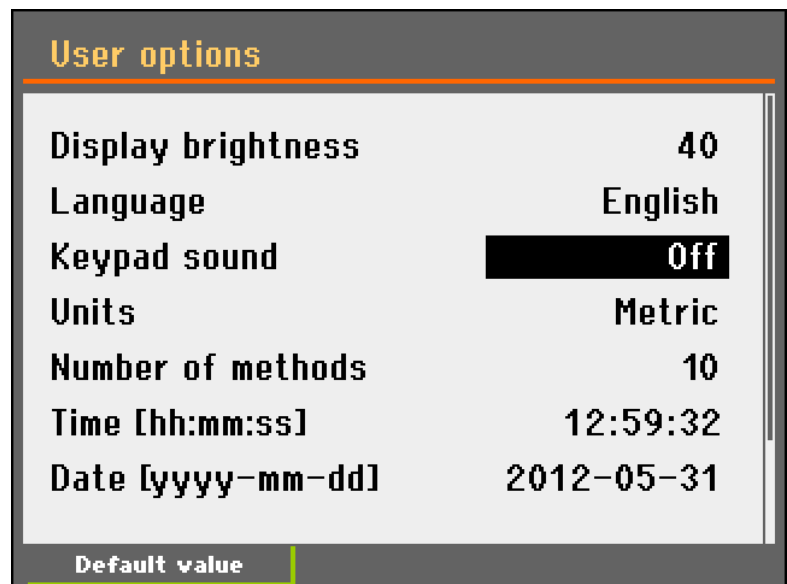 User options
Display brightness 40
Language English
Keypad sound Off
Units Metric
Number of methods 10
Time [hh:mm:ss] 12:59:32
Date [yyyy-mm-dd] 2012-05-31
Default value